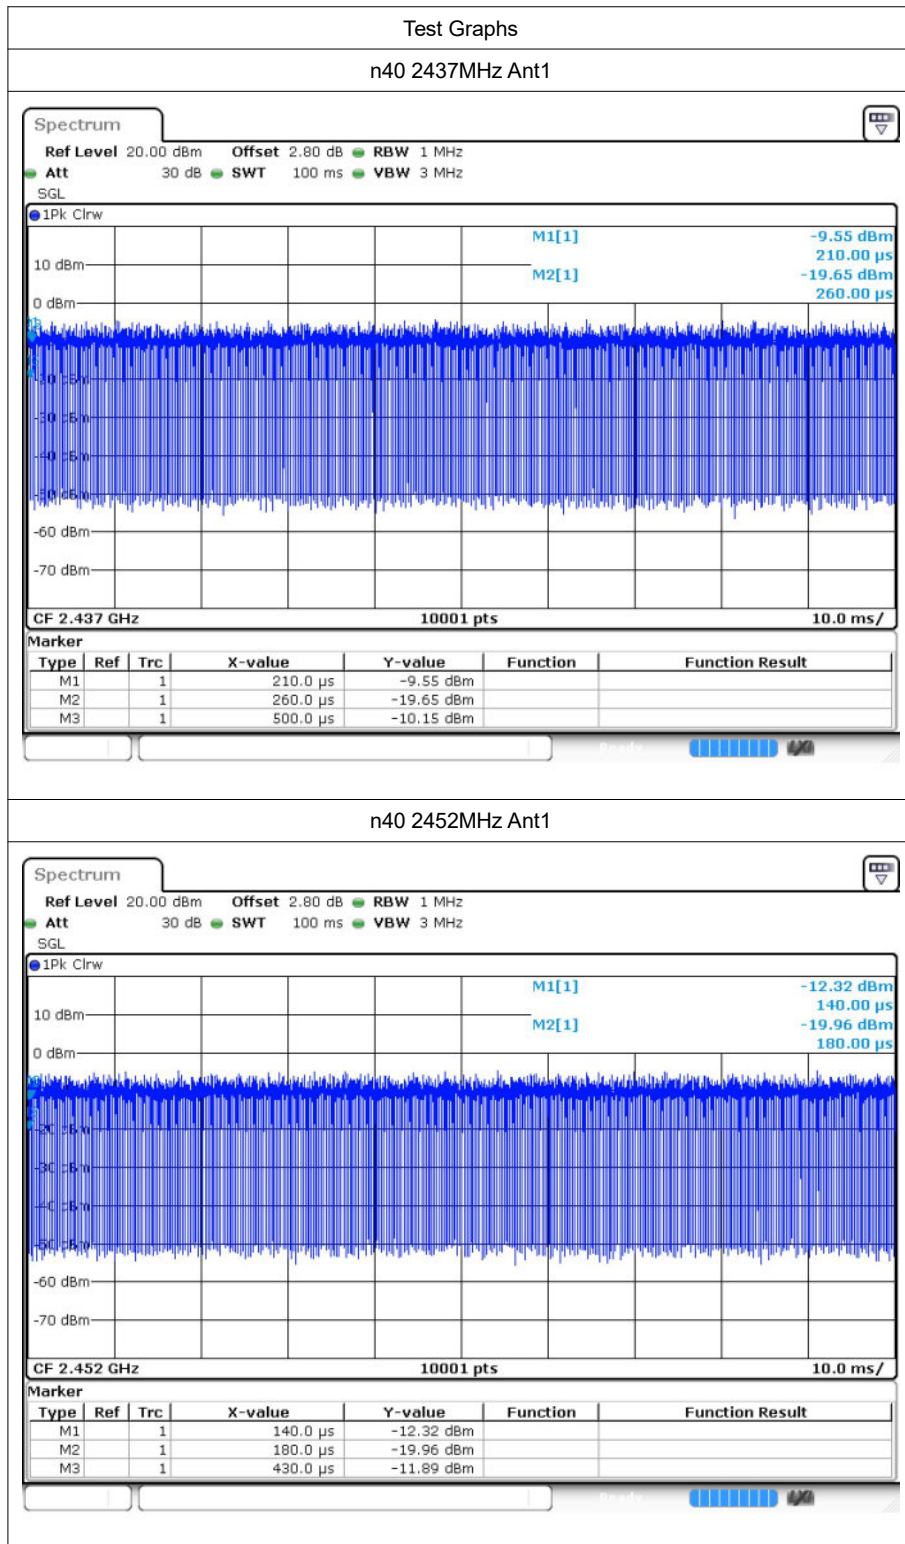 Test Graphs
n40 2437MHz Ant1
Spectrum
Ref Level 20.00 dBm Offset 2.80 dB RBW 1 MHz
Att 30 dB SWT 100 ms VBW 3 MHz
SGL
1Pk Clrw
M1[1] -9.55 dBm
210.00 µs
10 dBm
M2[1] -19.65 dBm
260.00 µs
0 dBm
-60 dBm
-70 dBm
CF 2.437 GHz 10001 pts 10.0 ms/
Marker
Type Ref Trc X-value Y-value Function Function Result
M1 1 210.0 µs -9.55 dBm
M2 1 260.0 µs -19.65 dBm
M3 1 500.0 µs -10.15 dBm
Ready
n40 2452MHz Ant1
Spectrum
Ref Level 20.00 dBm Offset 2.80 dB RBW 1 MHz
Att 30 dB SWT 100 ms VBW 3 MHz
SGL
1Pk Clrw
M1[1] -12.32 dBm
140.00 µs
10 dBm
M2[1] -19.96 dBm
180.00 µs
0 dBm
-60 dBm
-70 dBm
CF 2.452 GHz 10001 pts 10.0 ms/
Marker
Type Ref Trc X-value Y-value Function Function Result
M1 1 140.0 µs -12.32 dBm
M2 1 180.0 µs -19.96 dBm
M3 1 430.0 µs -11.89 dBm
Ready